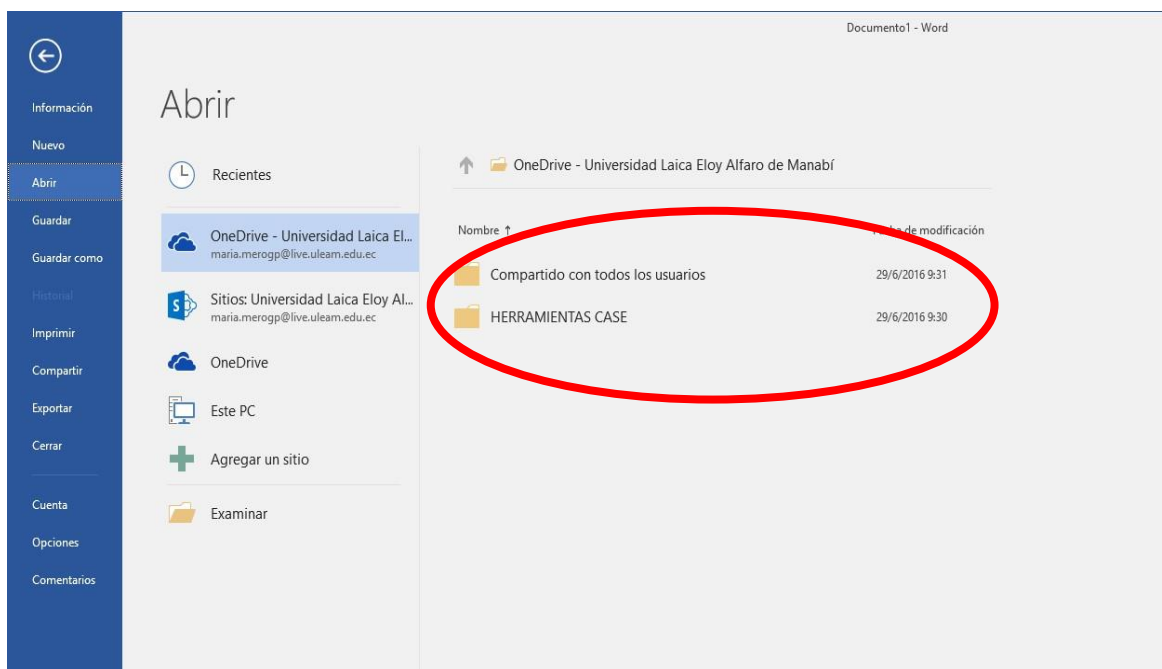 Documento1 - Word
Información
Nuevo
Abrir
Guardar
Guardar como
Historial
Imprimir
Compartir
Exportar
Cerrar
Cuenta
Opciones
Comentarios
Abrir
Recientes
OneDrive - Universidad Laica El...
maria.merogp@live.uleam.edu.ec
Sitios: Universidad Laica Eloy Al...
maria.merogp@live.uleam.edu.ec
OneDrive
Este PC
Agregar un sitio
Examinar
OneDrive - Universidad Laica Eloy Alfaro de Manabí
Nombre ↑ de modificación
Compartido con todos los usuarios 29/6/2016 9:31
HERRAMIENTAS CASE 29/6/2016 9:30